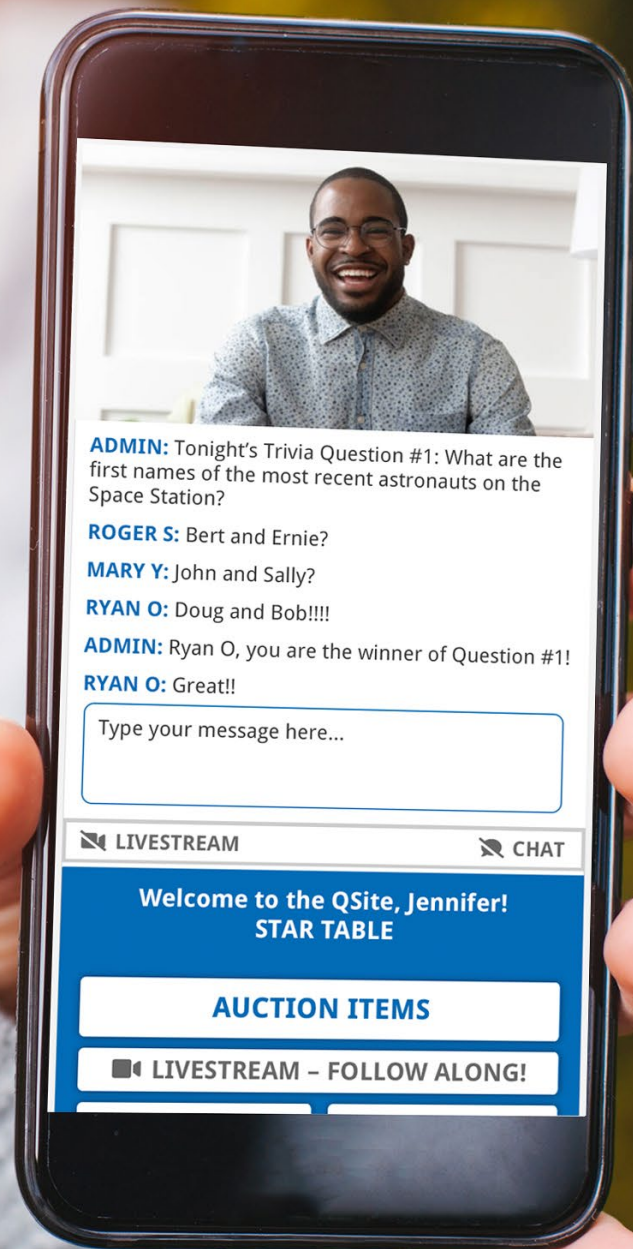 ADMIN: Tonight's Trivia Question #1: What are the
first names of the most recent astronauts on the
Space Station?
ROGER S: Bert and Ernie?
MARY Y: John and Sally?
RYAN O: Doug and Bob!!!!
ADMIN: Ryan O, you are the winner of Question #1!
RYAN O: Great!!
Type your message here...
LIVESTREAM CHAT
Welcome to the QSite, Jennifer!
STAR TABLE
AUCTION ITEMS
LIVESTREAM – FOLLOW ALONG!